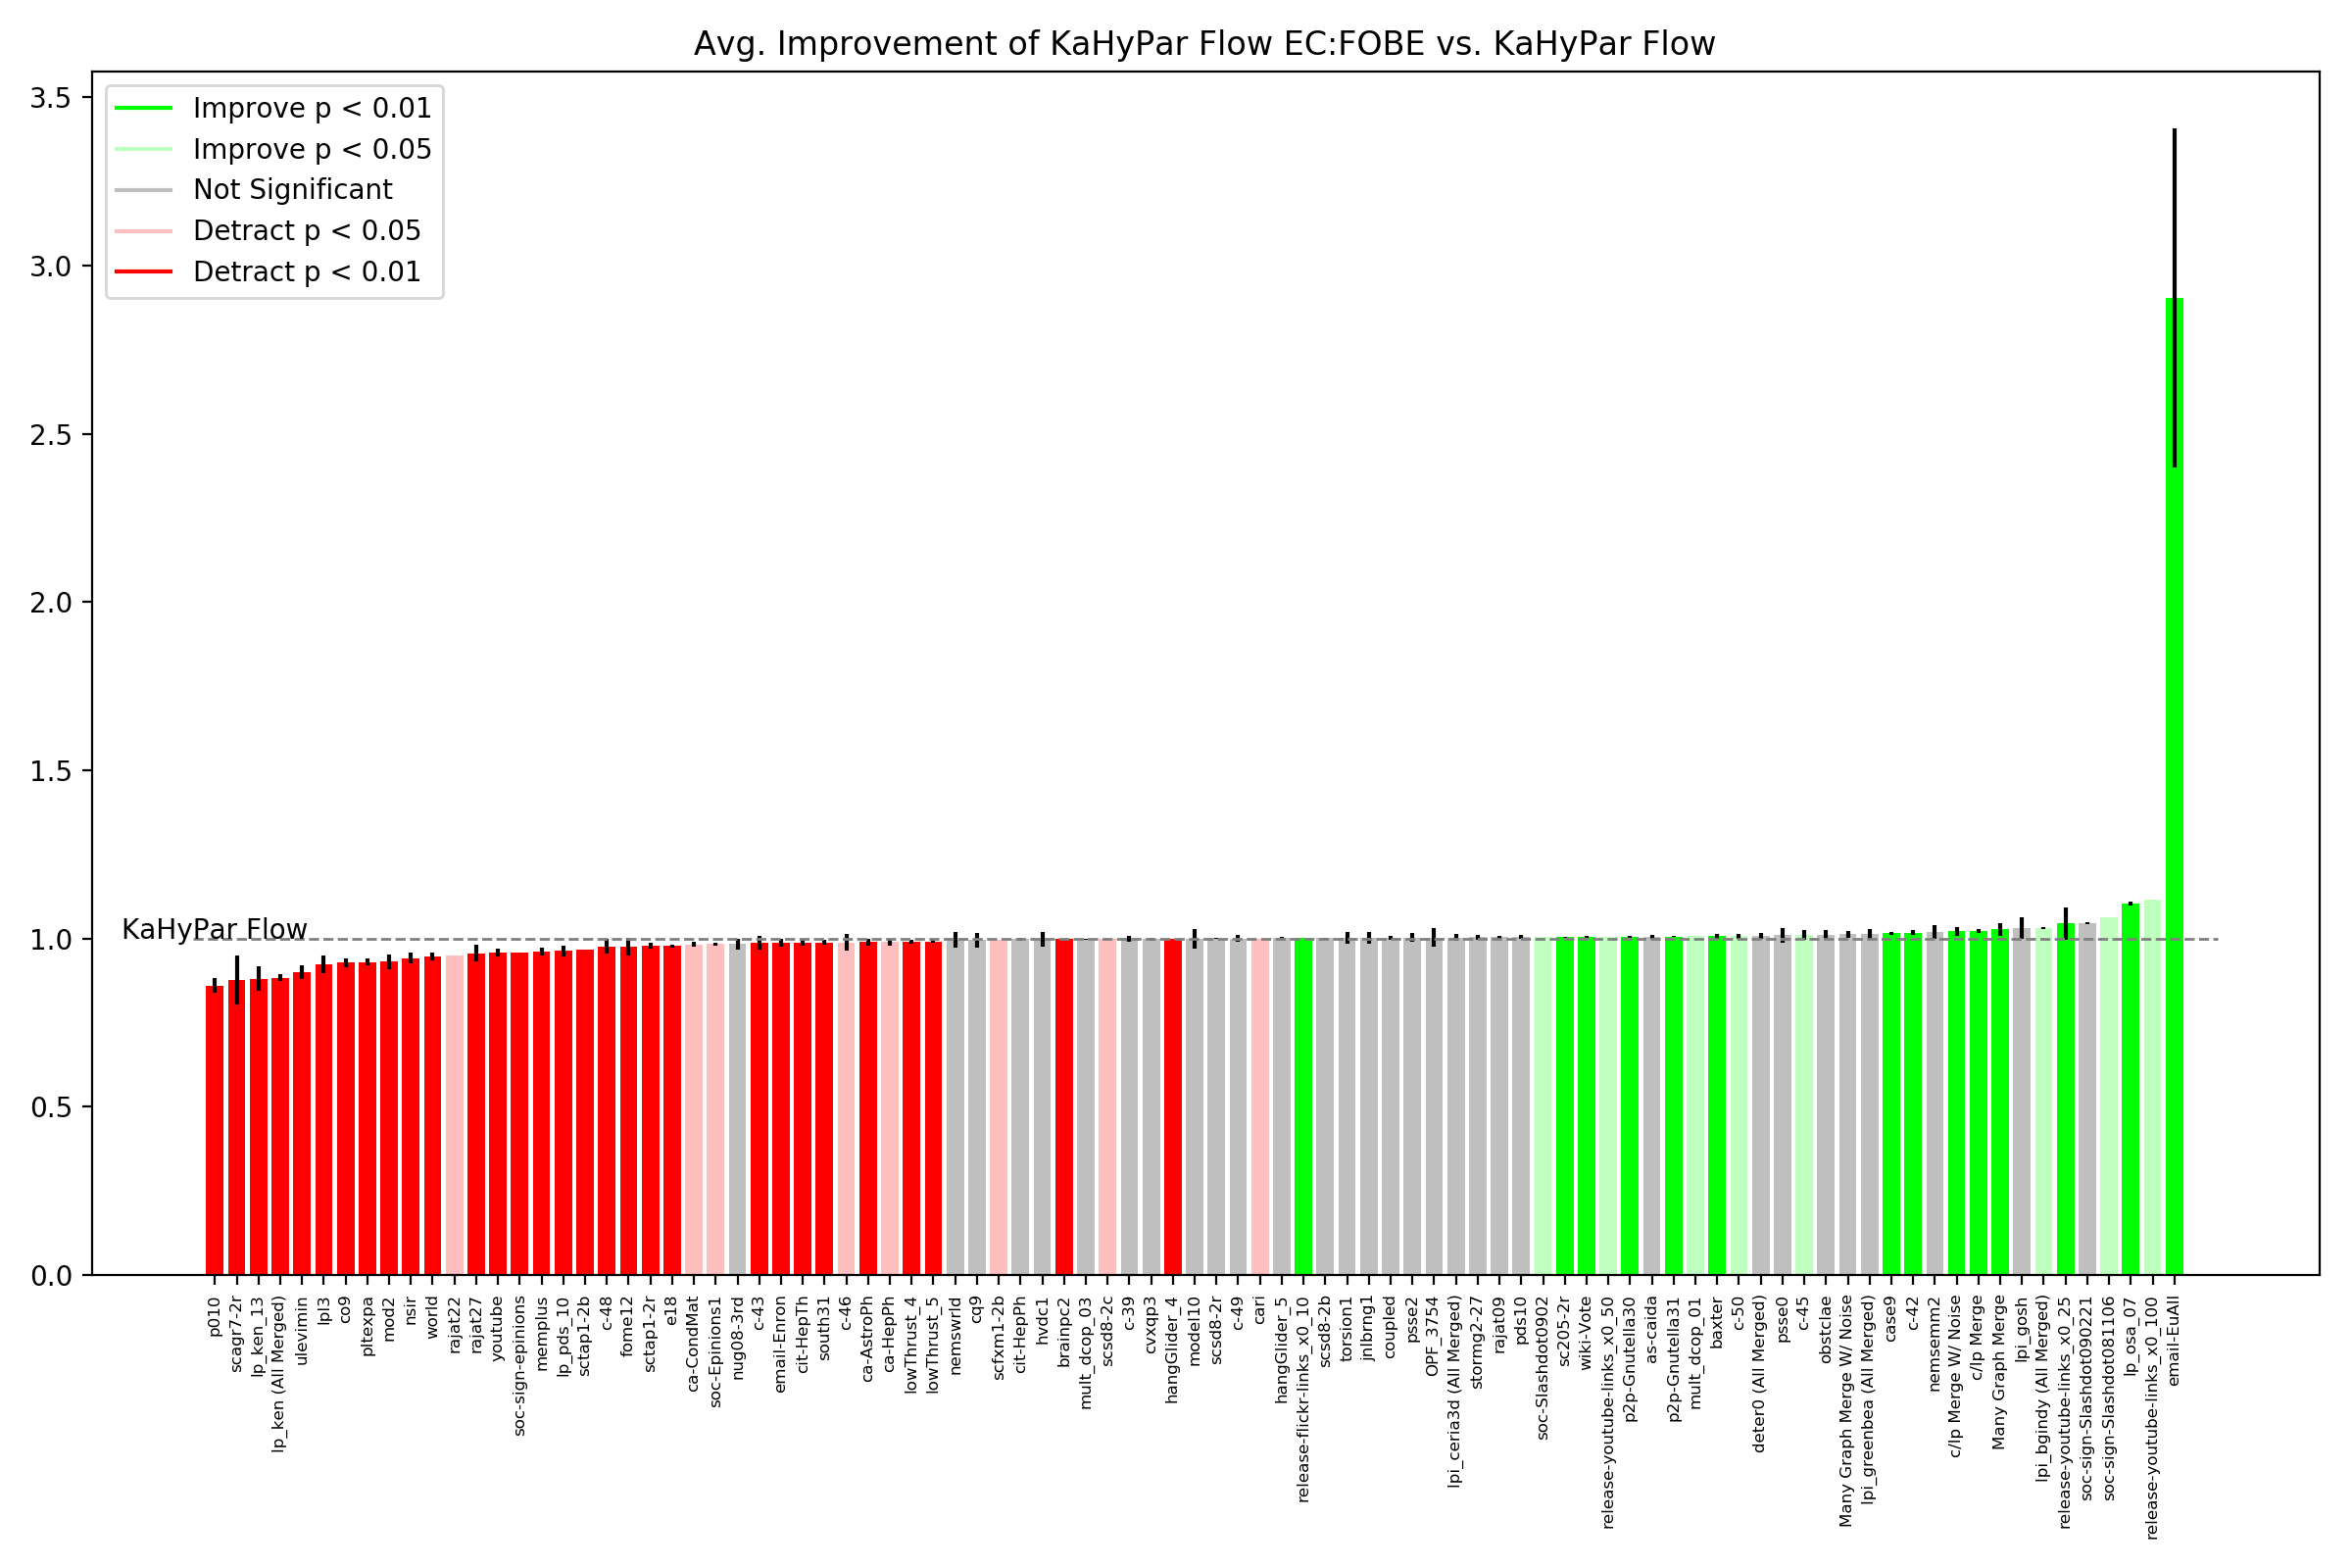 Avg. Improvement of KaHyPar Flow EC:FOBE vs. KaHyPar Flow
3.5
3.0
2.5
2.0
1.5
1.0
0.5
0.0
Improve p < 0.01
Improve p < 0.05
Not Significant
Detract p < 0.05
Detract p < 0.01
KaHyPar Flow
p010
scagr7-2r
lp_ken_13
lp_ken (All Merged)
ulevimin
lpl3
co9
pltexpa
mod2
nsir
world
rajat22
rajat27
youtube
soc-sign-epinions
memplus
lp_pds_10
sctap1-2b
c-48
fome12
sctap1-2r
e18
ca-CondMat
soc-Epinions1
nug08-3rd
c-43
email-Enron
cit-HepTh
south31
c-46
ca-AstroPh
ca-HepPh
lowThrust_4
lowThrust_5
nemswrld
cq9
scfxm1-2b
cit-HepPh
hvdc1
brainpc2
mult_dcop_03
scsd8-2c
c-39
cvxqp3
hangGlider_4
model10
scsd8-2r
c-49
cari
hangGlider_5
release-flickr-links_x0_10
scsd8-2b
torsion1
jnlbrng1
coupled
psse2
OPF_3754
lpi_ceria3d (All Merged)
stormg2-27
rajat09
pds10
soc-Slashdot0902
sc205-2r
wiki-Vote
release-youtube-links_x0_50
p2p-Gnutella30
as-caida
p2p-Gnutella31
mult_dcop_01
baxter
c-50
deter0 (All Merged)
psse0
c-45
obstclae
Many Graph Merge W/ Noise
lpi_greenbea (All Merged)
case9
c-42
nemsemm2
c/lp Merge W/ Noise
c/lp Merge
Many Graph Merge
lpi_gosh
lpi_bgindy (All Merged)
release-youtube-links_x0_25
soc-sign-Slashdot090221
soc-sign-Slashdot081106
lp_osa_07
release-youtube-links_x0_100
email-EuAll